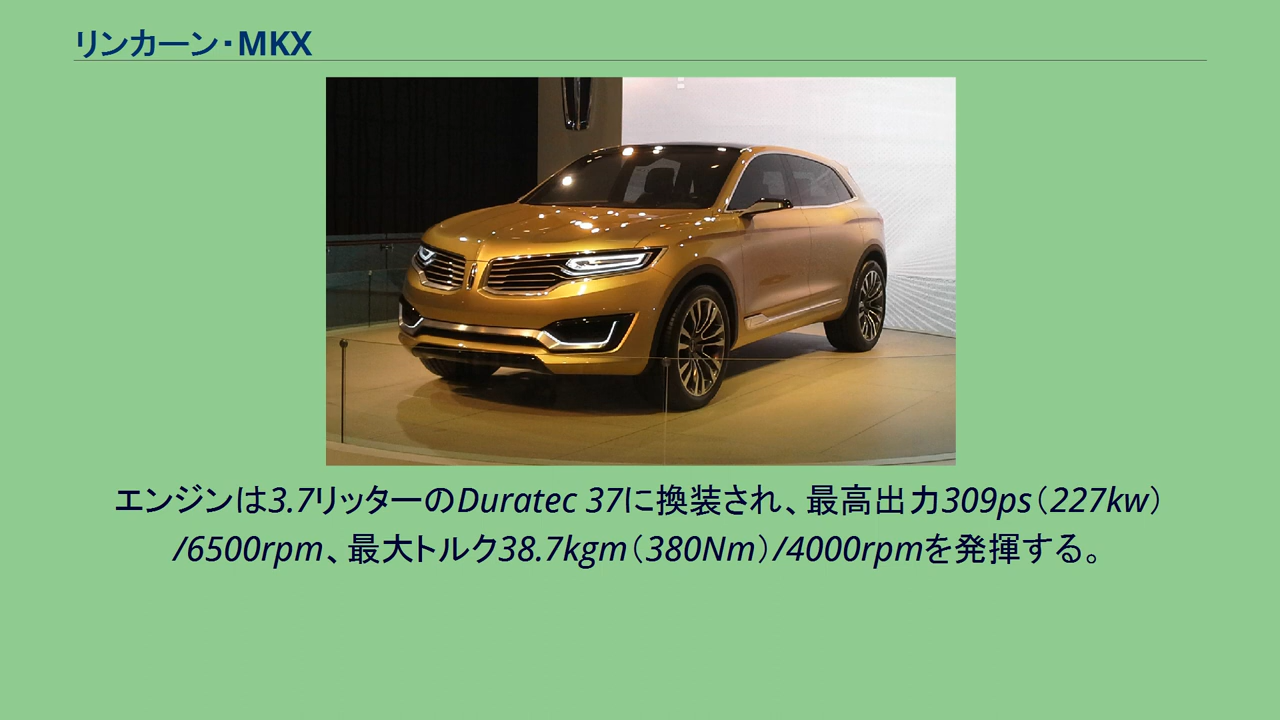 リンカーン・MKX
エンジンは3.7リッターのDuratec 37に換装され、最高出力309ps（227kw）
/6500rpm、最大トルク38.7kgm（380Nm）/4000rpmを発揮する。